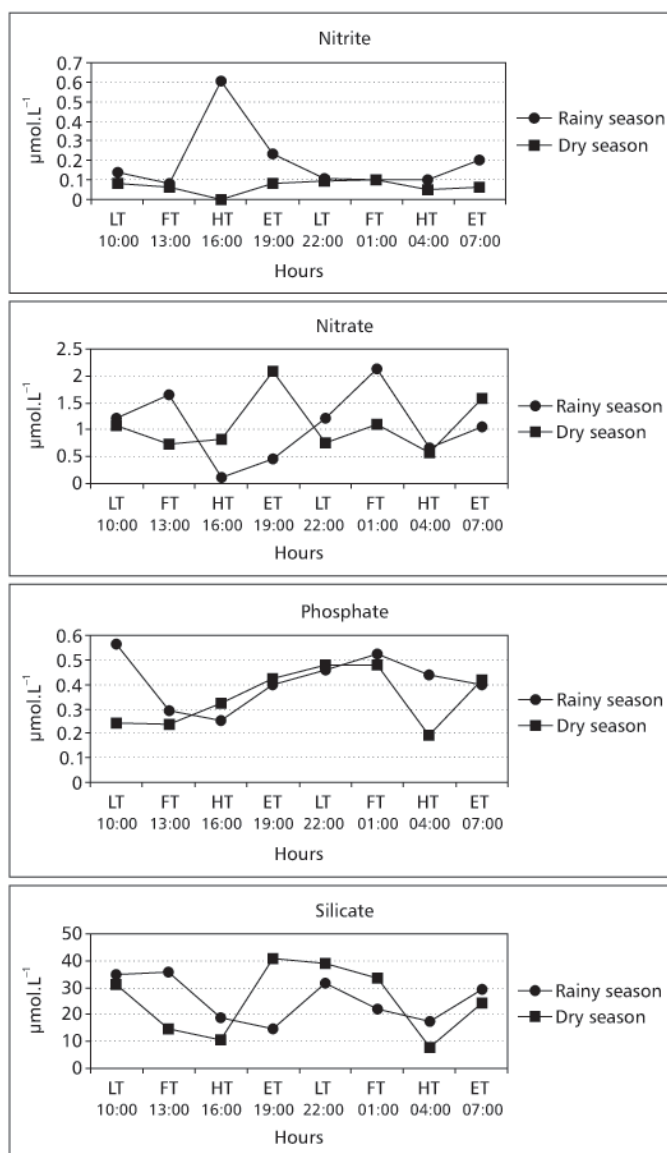 Nitrite
0.7
0.6
0.5
0.4
0.3
0.2
0.1
0
µmol.L⁻¹
LT FT HT ET LT FT HT ET
10:00 13:00 16:00 19:00 22:00 01:00 04:00 07:00
Hours
Rainy season
Dry season
Nitrate
2.5
2
1.5
1
0.5
0
µmol.L⁻¹
LT FT HT ET LT FT HT ET
10:00 13:00 16:00 19:00 22:00 01:00 04:00 07:00
Hours
Rainy season
Dry season
Phosphate
0.6
0.5
0.4
0.3
0.2
0.1
0
µmol.L⁻¹
LT FT HT ET LT FT HT ET
10:00 13:00 16:00 19:00 22:00 01:00 04:00 07:00
Hours
Rainy season
Dry season
Silicate
50
40
30
20
10
0
µmol.L⁻¹
LT FT HT ET LT FT HT ET
10:00 13:00 16:00 19:00 22:00 01:00 04:00 07:00
Hours
Rainy season
Dry season